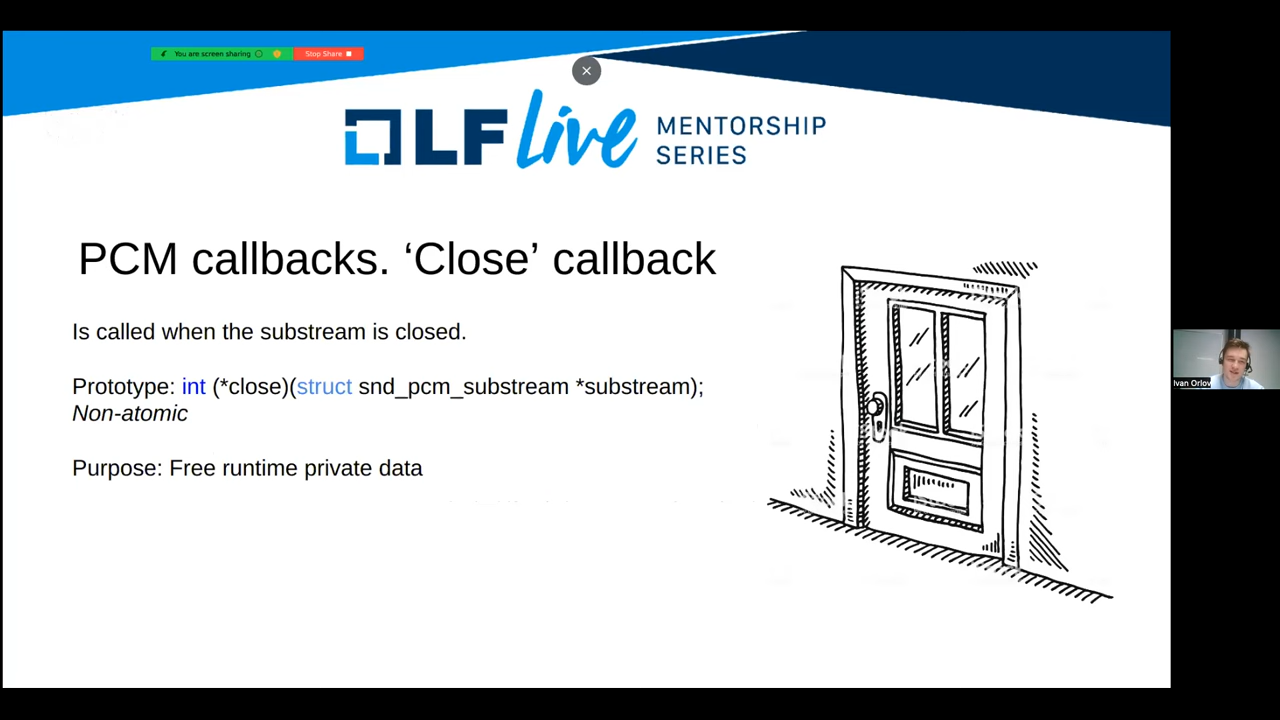 You are screen sharing
Stop Share
LF live MENTORSHIP
SERIES
PCM callbacks. ‘Close’ callback
Is called when the substream is closed.
Prototype: int (*close)(struct snd_pcm_substream *substream);
Non-atomic
Purpose: Free runtime private data
Ivan Orlov